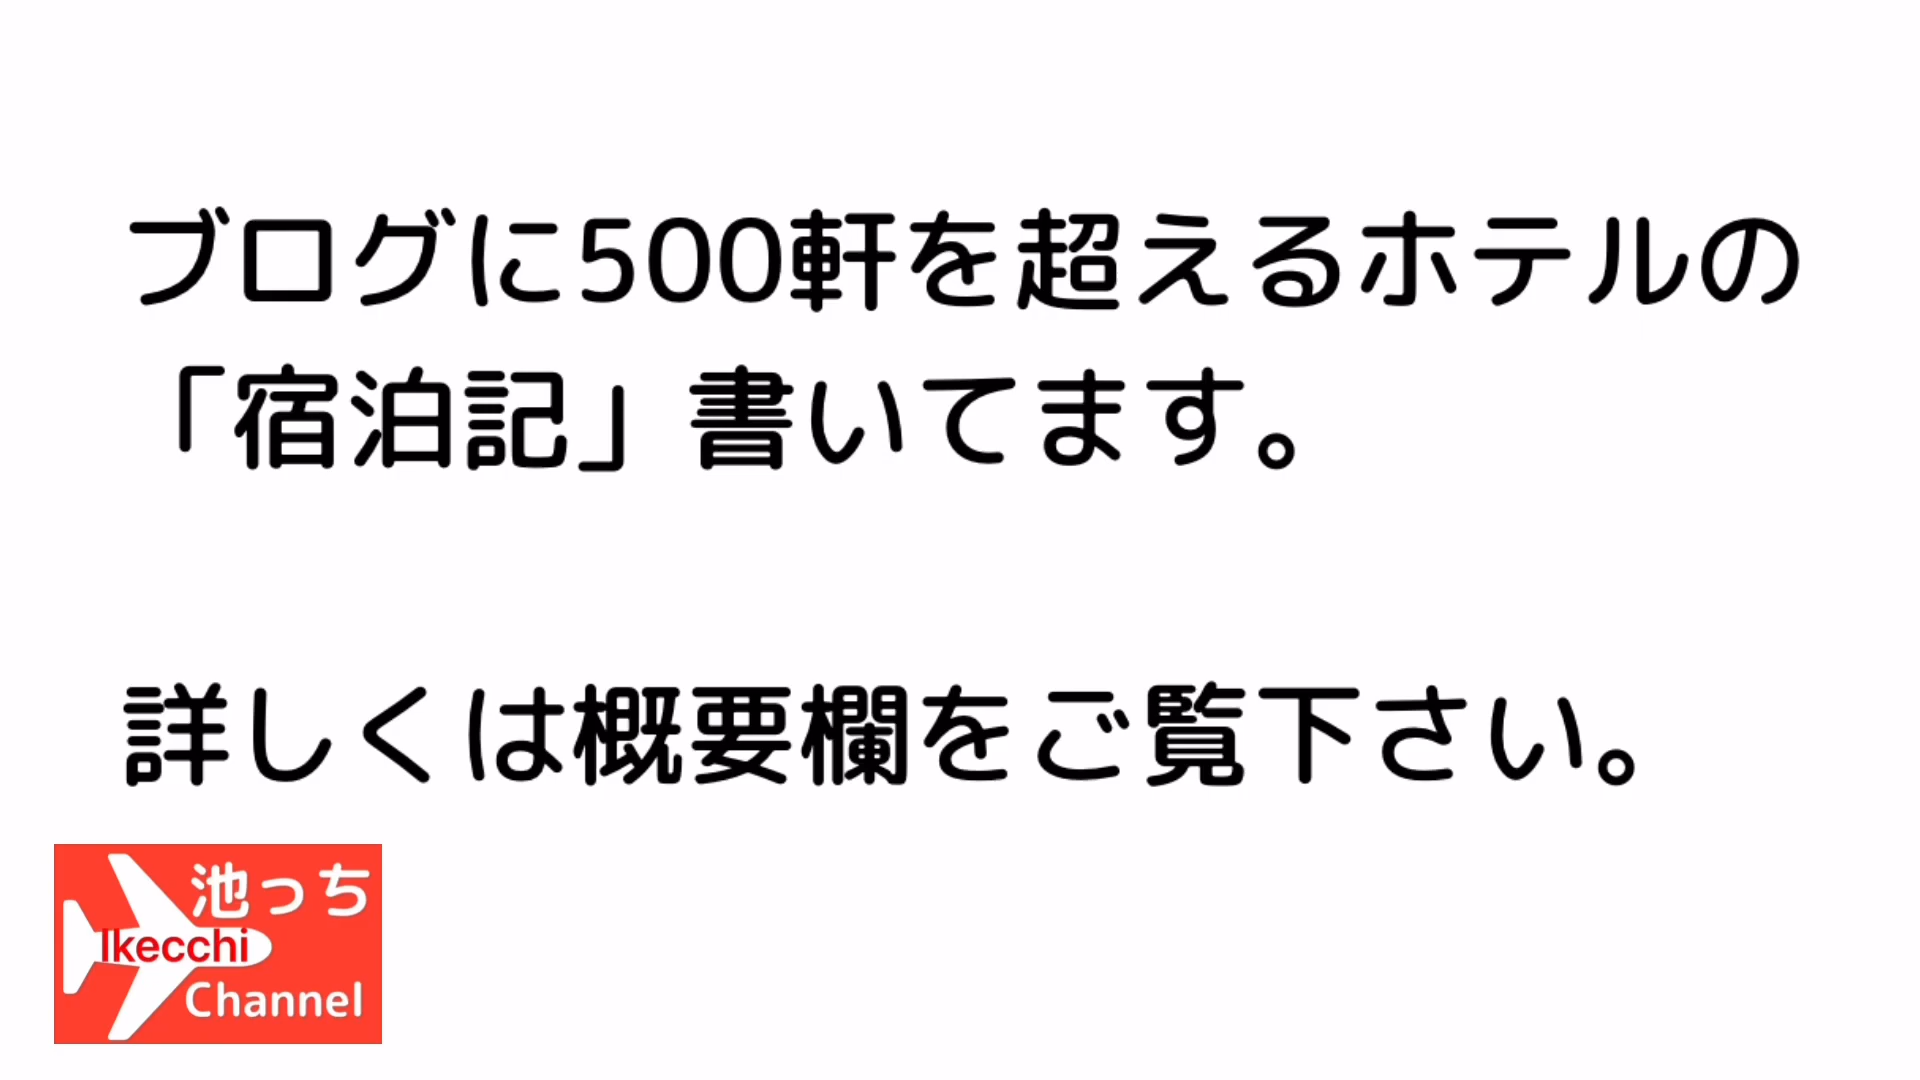 ブログに500軒を超えるホテルの
「宿泊記」書いてます。
詳しくは概要欄をご覧下さい。
池っち
Ikecchi
Channel